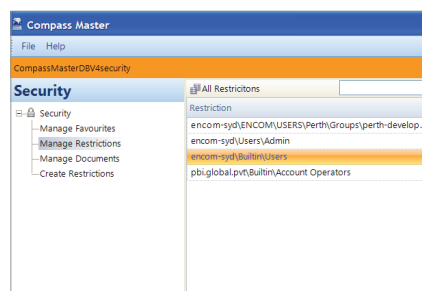 Compass Master
File Help
CompassMasterDBV4security
Security
All Restricitons
Security
Manage Favourites
Manage Restrictions
Manage Documents
Create Restrictions
Restriction
encom-syd\ENCOM\USERS\Perth\Groups\perth-develop.
encom-syd\Users\Admin
encom-syd\Builtin\Users
pbi.global.pvt\Builtin\Account Operators